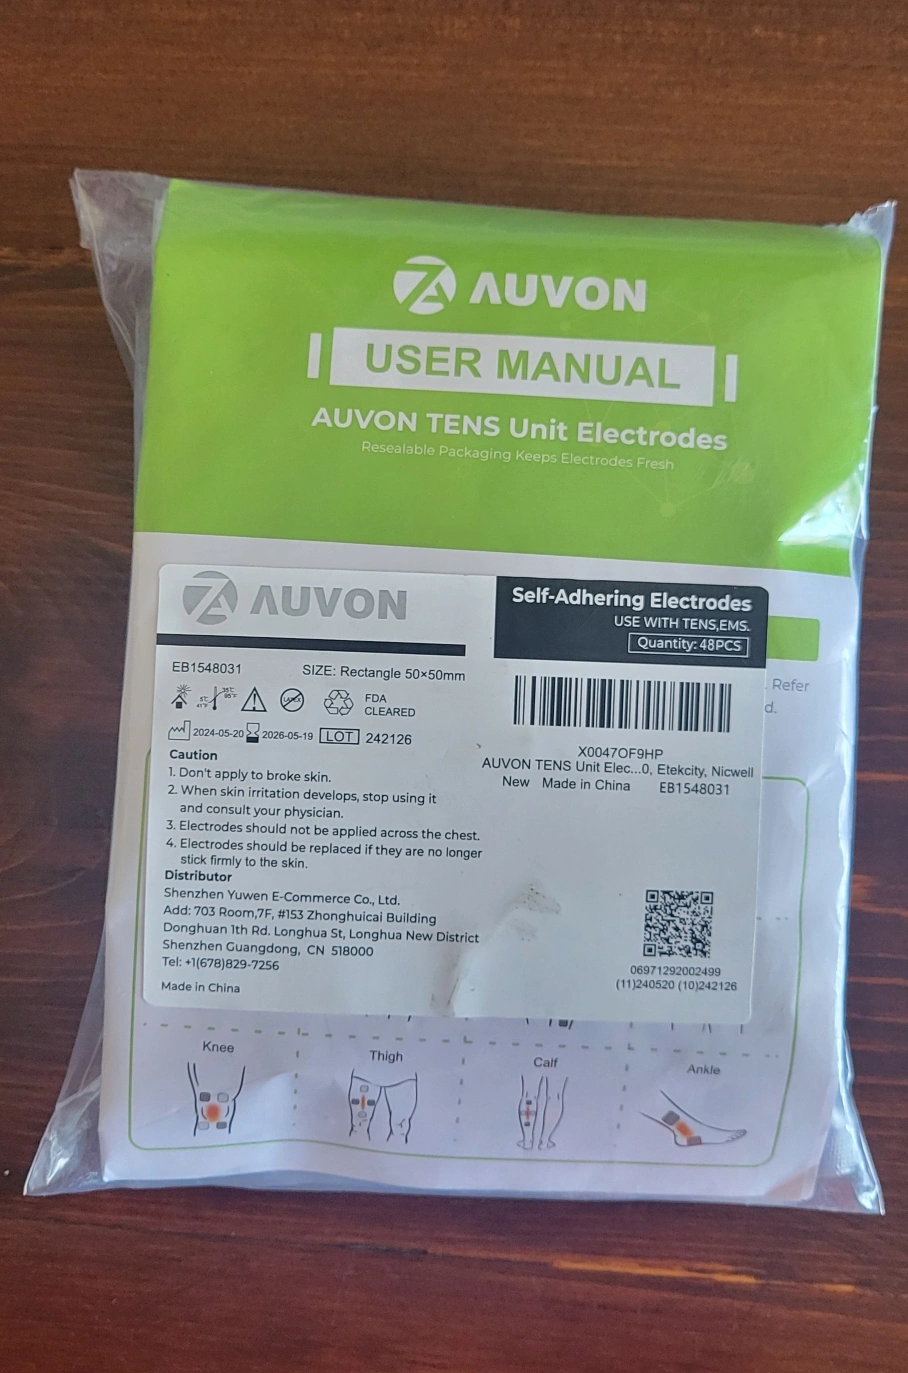 AUVON
USER MANUAL
AUVON TENS Unit Electrodes
Resealable Packaging Keeps Electrodes Fresh
AUVON
Self-Adhering Electrodes
USE WITH TENS,EMS.
Quantity: 48PCS
EB1548031 SIZE: Rectangle 50×50mm
5°C 41°F 35°C 95°F LATEX FDA
CLEARED
2024-05-20 2026-05-19 LOT 242126
Caution
1. Don't apply to broke skin.
2. When skin irritation develops, stop using it
and consult your physician.
3. Electrodes should not be applied across the chest.
4. Electrodes should be replaced if they are no longer
stick firmly to the skin.
Distributor
Shenzhen Yuwen E-Commerce Co., Ltd.
Add: 703 Room,7F, #153 Zhonghuicai Building
Donghuan 1th Rd. Longhua St, Longhua New District
Shenzhen Guangdong, CN 518000
Tel: +1(678)829-7256
Made in China
. Refer
d.
X0047OF9HP
AUVON TENS Unit Elec...0, Etekcity, Nicwell
New Made in China EB1548031
06971292002499
(11)240520 (10)242126
Knee Thigh Calf Ankle